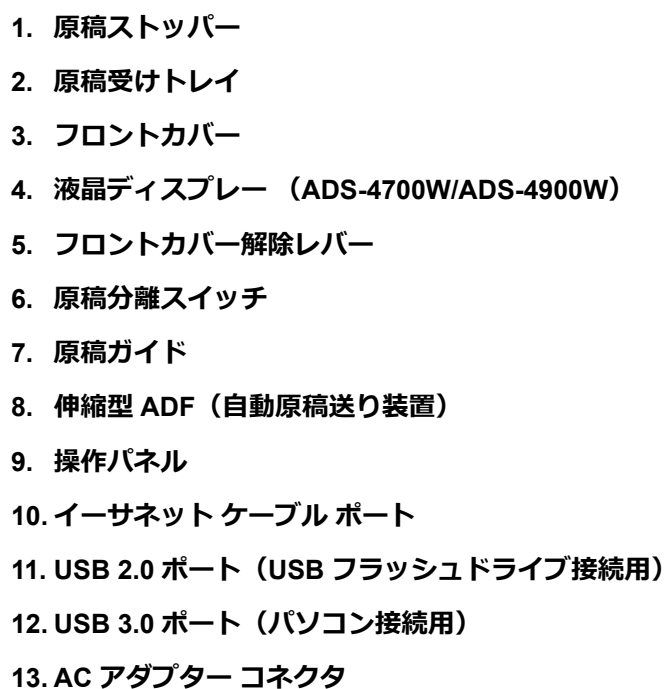 1. 原稿ストッパー
2. 原稿受けトレイ
3. フロントカバー
4. 液晶ディスプレー （ADS-4700W/ADS-4900W）
5. フロントカバー解除レバー
6. 原稿分離スイッチ
7. 原稿ガイド
8. 伸縮型 ADF（自動原稿送り装置）
9. 操作パネル
10. イーサネット ケーブル ポート
11. USB 2.0 ポート（USB フラッシュドライブ接続用）
12. USB 3.0 ポート（パソコン接続用）
13. AC アダプター コネクタ